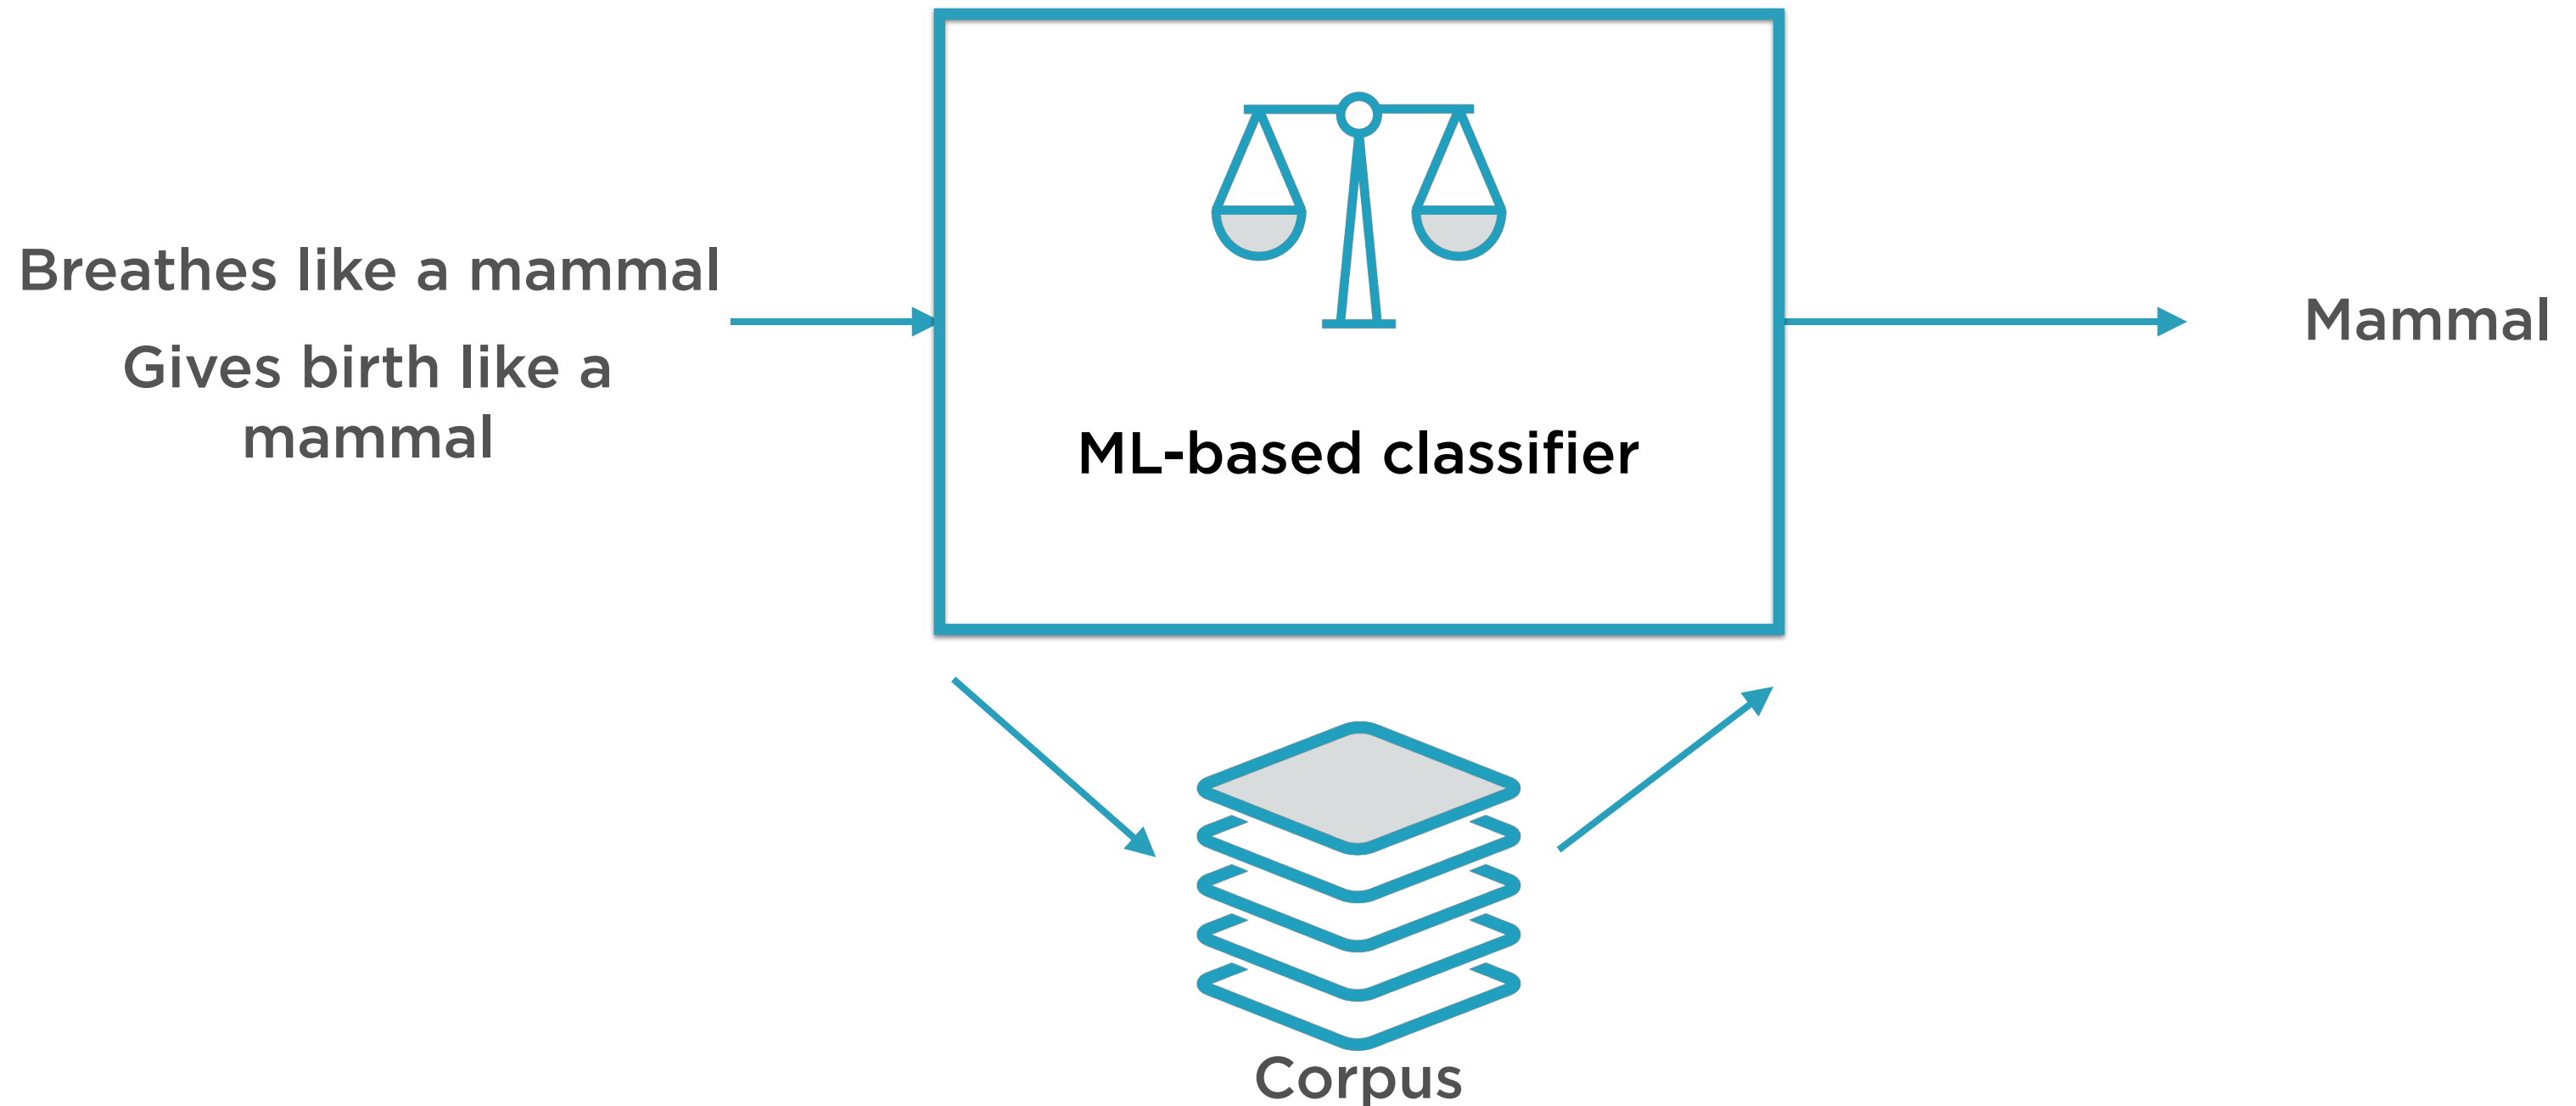 Breathes like a mammal
Gives birth like a
mammal
ML-based classifier
Mammal
Corpus